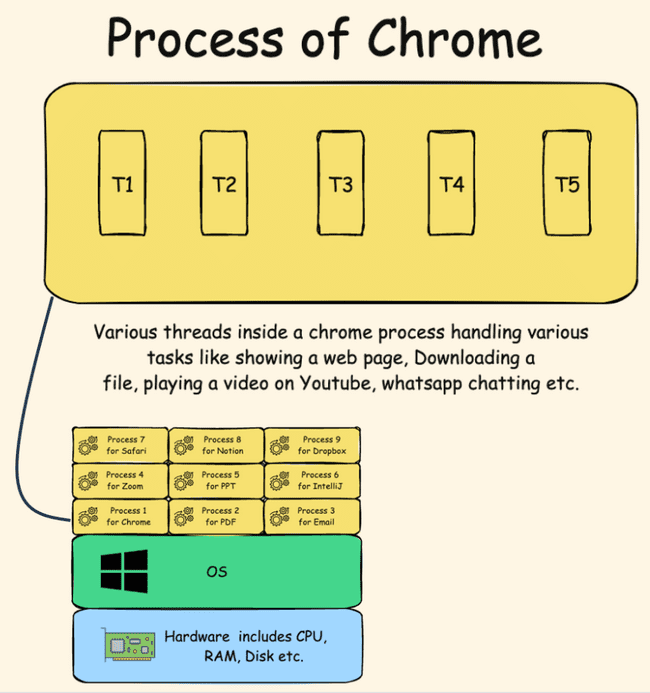 Process of Chrome
T1 T2 T3 T4 T5
Various threads inside a chrome process handling various
tasks like showing a web page, Downloading a
file, playing a video on Youtube, whatsapp chatting etc.
Process 7
for Safari
Process 8
for Notion
Process 9
for Dropbox
Process 4
for Zoom
Process 5
for PPT
Process 6
for IntelliJ
Process 1
for Chrome
Process 2
for PDF
Process 3
for Email
OS
Hardware includes CPU,
RAM, Disk etc.